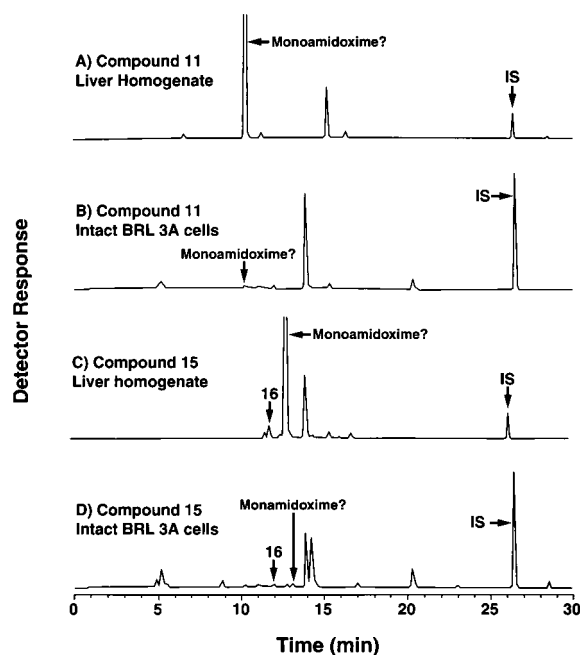 Monoamidoxime?
A) Compound 11
Liver Homogenate
IS
B) Compound 11
Intact BRL 3A cells
IS
Monoamidoxime?
Monoamidoxime?
C) Compound 15
Liver homogenate
16
IS
D) Compound 15
Intact BRL 3A cells
Monamidoxime?
16
IS
Detector Response
0 5 10 15 20 25 30
Time (min)